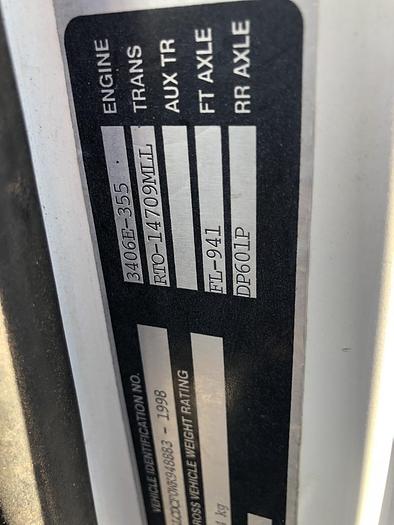 ENGINE 3406E-355
TRANS RTO-14709MLL
AUX TR
FT AXLE FL-941
RR AXLE DP601P
VEHICLE IDENTIFICATION NO.
- 1998
GROSS VEHICLE WEIGHT RATING
kg